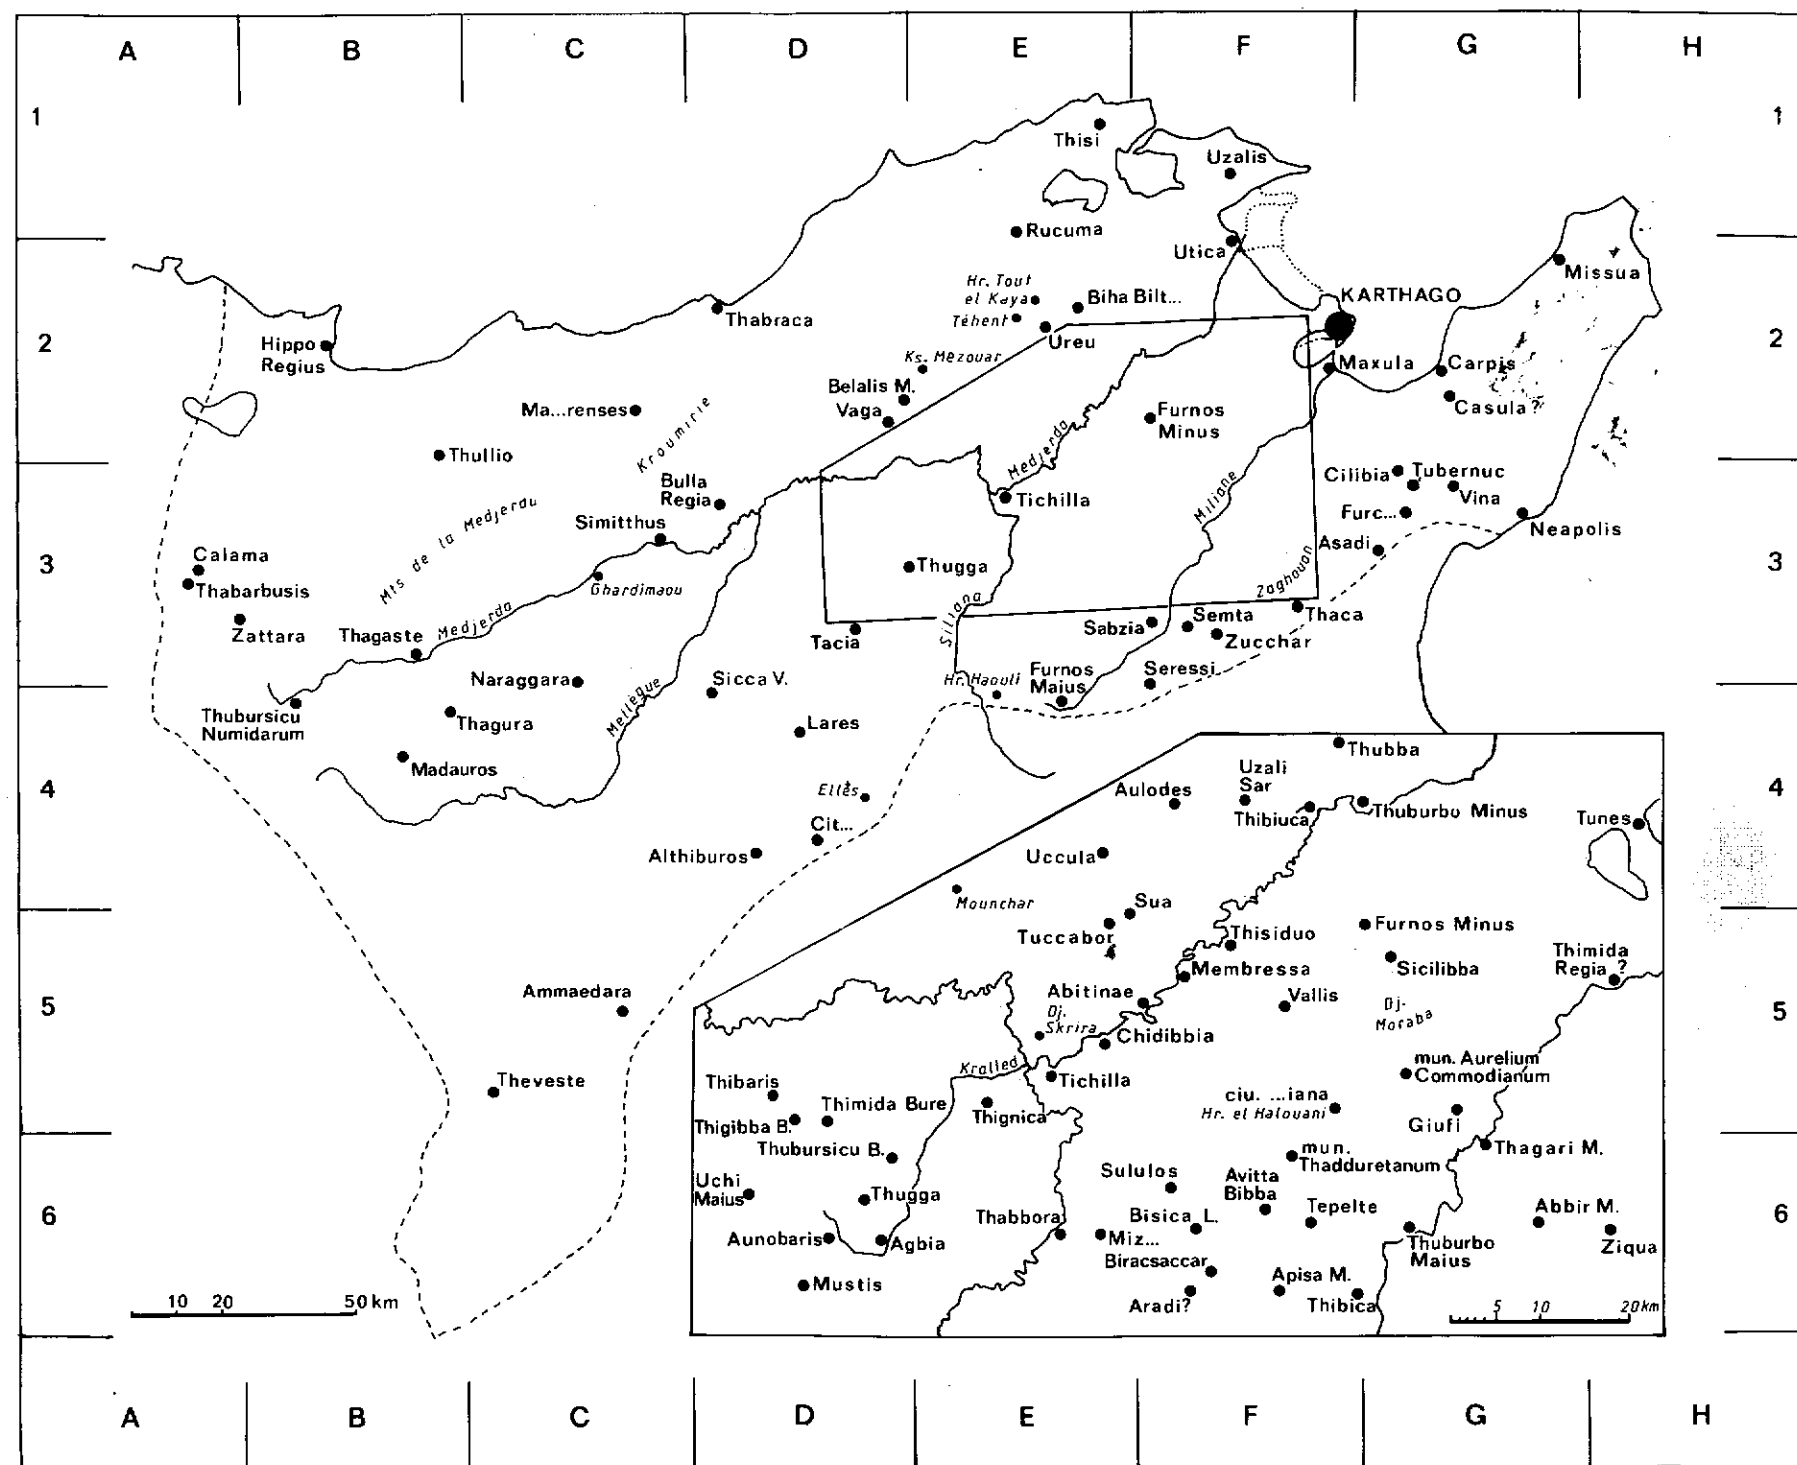 A
B
C
D
E
F
G
H
1
1
Thisi
Uzalis
Rucuma
Utica
Missua
Hr. Tout
el Kaya
Biha Bilt...
KARTHAGO
Téhent
Thabraca
Ureu
2
Hippo
Regius
Ks. Mezouar
Maxula
Carpis
2
Belalis M.
Vaga
Ma...renses
Kroumirie
Furnos
Minus
Casula?
Medjerda
Thullio
Bulla
Regia
Tichilla
Miliane
Cilibia
Tubernuc
Vina
Mts de la Medjerdu
Simitthus
Furc...
Neapolis
Asadi
3
Calama
Thabarbusis
Ghardimaou
Thugga
Zaghouan
3
Zattara
Thagaste
Medjerda
Siliana
Tacia
Sabzia
Semta
Zucchar
Thaca
Naraggara
Mellègue
Sicca V.
Hr. Haouli
Furnos
Maius
Seressi
Thubursicu
Numidarum
Thagura
Lares
Madauros
Thubba
4
Ellès
Aulodes
Uzali
Sar
Thibiuca
Thuburbo Minus
Tunes
4
Cit...
Althiburos
Uccula
Mounchar
Sua
Tuccabor
Thisiduo
Furnos Minus
Thimida
Regia ?
Membressa
Sicilibba
5
Ammaedara
Abitinae
Vallis
Dj.
Moraba
5
Dj.
Skrira
Chidibbia
Kralled
Theveste
Thibaris
Tichilla
mun. Aurelium
Commodianum
Thimida Bure
Thignica
ciu. ...iana
Hr. el Halouani
Giufi
Thigibba B.
Thubursicu B.
mun.
Thadduretanum
Thagari M.
Uchi
Maius
Thugga
Sululos
Avitta
Bibba
6
Thabbora
Bisica L.
Tepelte
Abbir M.
6
Aunobaris
Agbia
Miz...
Thuburbo
Maius
Ziqua
Biracsaccar
Mustis
Aradi?
Apisa M.
Thibica
10 20 50 km
5 10 20 km
A
B
C
D
E
F
G
H